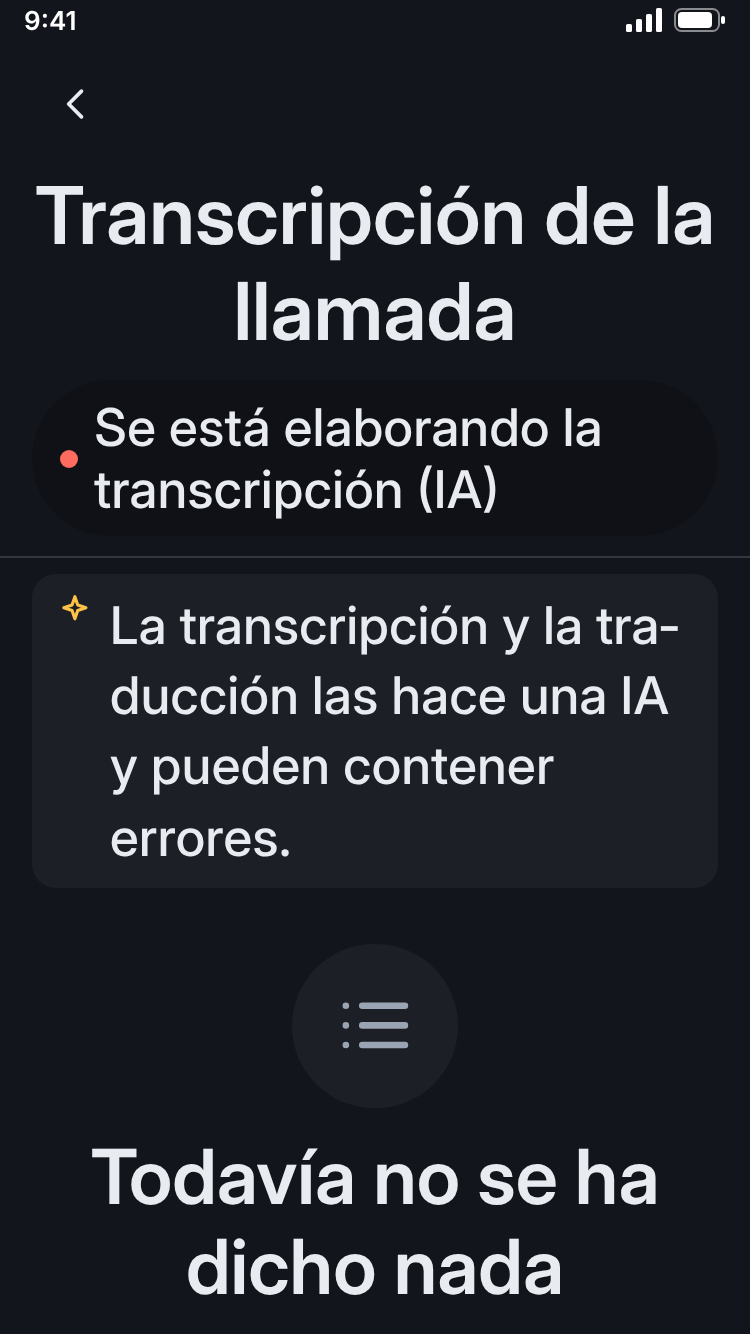 9:41
Transcripción de la
llamada
Se está elaborando la
transcripción (IA)
La transcripción y la tra-
ducción las hace una IA
y pueden contener
errores.
Todavía no se ha
dicho nada